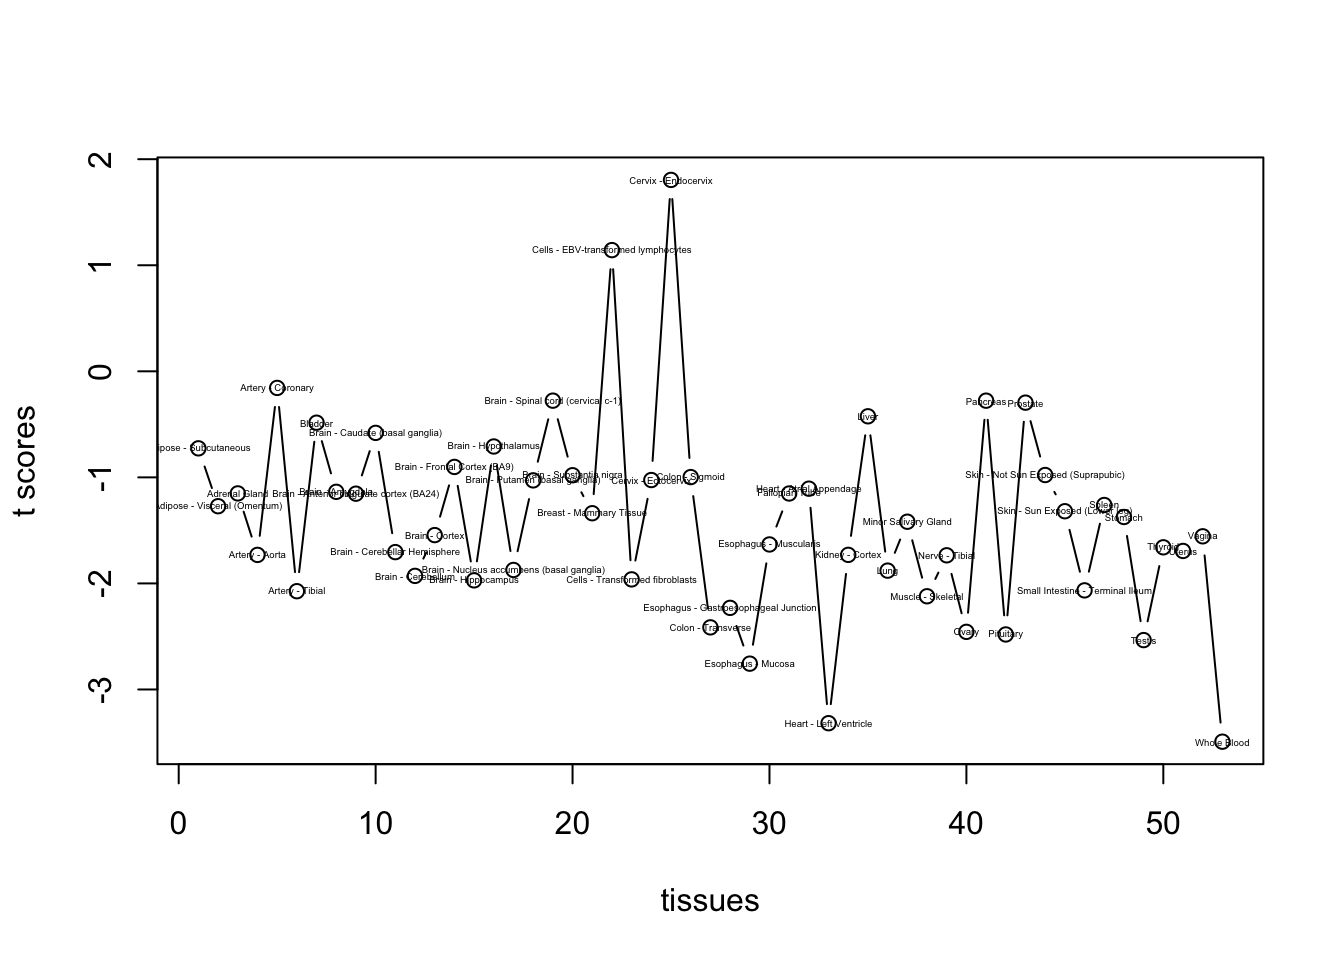 2
1
0
-1
-2
-3
t scores
Cervix - Endocervix
Cells - EBV-transformed lymphocytes
Artery - Coronary
Brain - Spinal cord (cervical c-1)
Pancreas
Prostate
Liver
Bladder
Brain - Caudate (basal ganglia)
Subcutaneous
Brain - Hypothalamus
Brain - Frontal Cortex (BA9)
Brain - Substantia nigra
Skin - Not Sun Exposed (Suprapubic)
Colon - Sigmoid
Brain - Putamen (basal ganglia)
Cervix - Ectocervix
Heart - Atrial Appendage
Fallopian Tube
Adrenal Gland
cortex (BA24)
Visceral (Omentum)
Spleen
Skin - Sun Exposed (Lower leg)
Breast - Mammary Tissue
Stomach
Minor Salivary Gland
Brain - Cortex
Vagina
Esophagus - Muscularis
Thyroid
Uterus
Brain - Cerebellar Hemisphere
Artery - Aorta
Kidney - Cortex
Nerve - Tibial
Brain - Nucleus accumbens (basal ganglia)
Lung
Brain - Cerebellum
Brain - Hippocampus
Cells - Transformed fibroblasts
Artery - Tibial
Small Intestine - Terminal Ileum
Muscle - Skeletal
Esophagus - Gastroesophageal Junction
Colon - Transverse
Ovary
Pituitary
Testis
Esophagus - Mucosa
Heart - Left Ventricle
Whole Blood
0 10 20 30 40 50
tissues